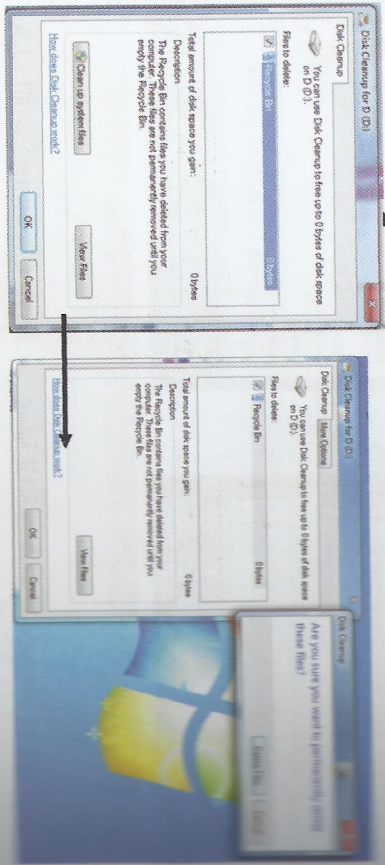 Disk Cleanup for D (D:)
Disk Cleanup
You can use Disk Cleanup to free up to 0 bytes of disk space
on D (D:).
Files to delete:
Recycle Bin 0 bytes
Total amount of disk space you gain: 0 bytes
Description
The Recycle Bin contains files you have deleted from your
computer. These files are not permanently removed until you
empty the Recycle Bin.
Clean up system files View Files
How does Disk Cleanup work?
OK Cancel
Disk Cleanup for D (D:)
Disk Cleanup More Options
You can use Disk Cleanup to free up to 0 bytes of disk space
on D (D:).
Files to delete:
Recycle Bin 0 bytes
Total amount of disk space you gain: 0 bytes
Description
The Recycle Bin contains files you have deleted from your
computer. These files are not permanently removed until you
empty the Recycle Bin.
View Files
How does Disk Cleanup work?
OK Cancel
Disk Cleanup
Are you sure you want to permanently delete
these files?
Delete Files